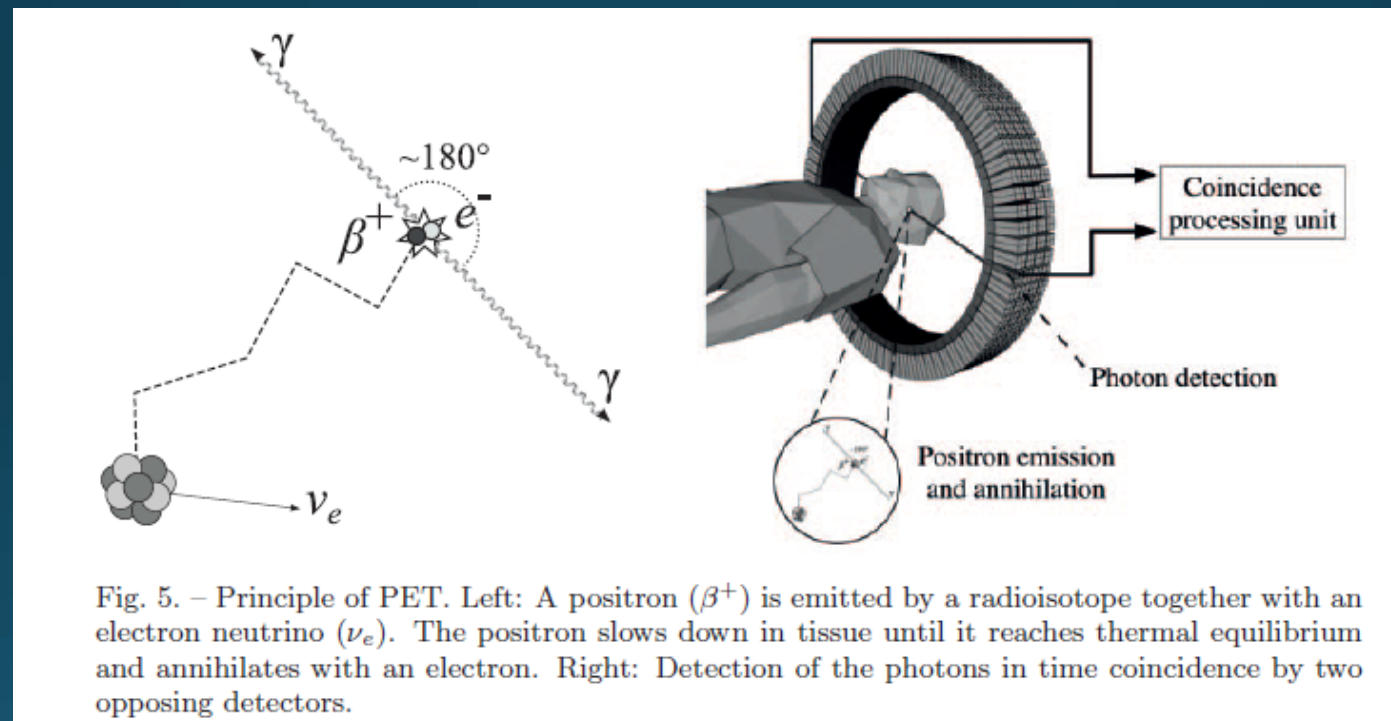 γ
~180°
β+ e-
γ
νe
Coincidence
processing unit
Photon detection
Positron emission
and annihilation
Fig. 5. – Principle of PET. Left: A positron (β+) is emitted by a radioisotope together with an
electron neutrino (νe). The positron slows down in tissue until it reaches thermal equilibrium
and annihilates with an electron. Right: Detection of the photons in time coincidence by two
opposing detectors.